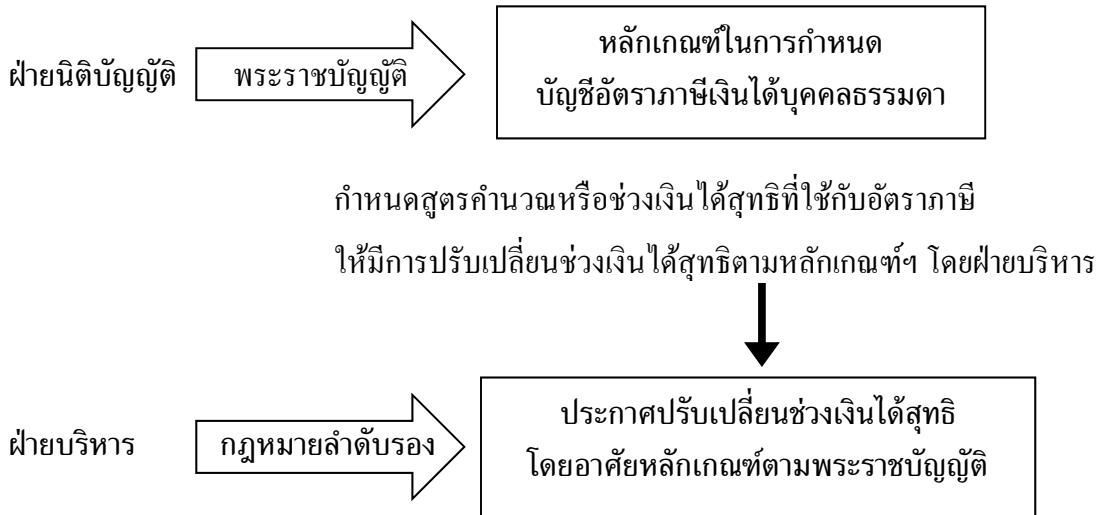 หลักเกณฑ์ในการกำหนด
ฝ่ายนิติบัญญัติ พระราชบัญญัติ
บัญชีอัตราภาษีเงินได้บุคคลธรรมดา
กำหนดสูตรคำนวณหรือช่วงเงินได้สุทธิที่ใช้กับอัตราภาษี
ให้มีการปรับเปลี่ยนช่วงเงินได้สุทธิตามหลักเกณฑ์ฯ โดยฝ่ายบริหาร
ประกาศปรับเปลี่ยนช่วงเงินได้สุทธิ
ฝ่ายบริหาร กฎหมายลำดับรอง
โดยอาศัยหลักเกณฑ์ตามพระราชบัญญัติ